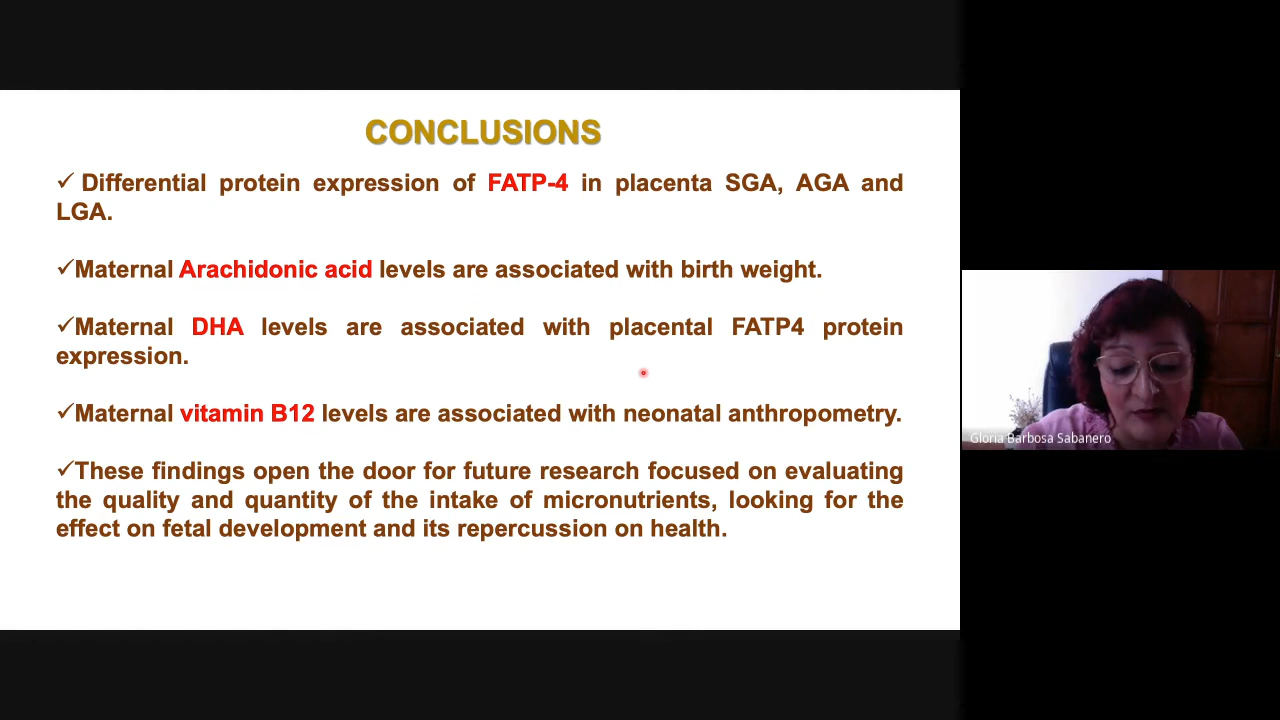 CONCLUSIONS
✓ Differential protein expression of FATP-4 in placenta SGA, AGA and
LGA.
✓Maternal Arachidonic acid levels are associated with birth weight.
✓Maternal DHA levels are associated with placental FATP4 protein
expression.
✓Maternal vitamin B12 levels are associated with neonatal anthropometry.
✓These findings open the door for future research focused on evaluating
the quality and quantity of the intake of micronutrients, looking for the
effect on fetal development and its repercussion on health.
Gloria Barbosa Sabanero